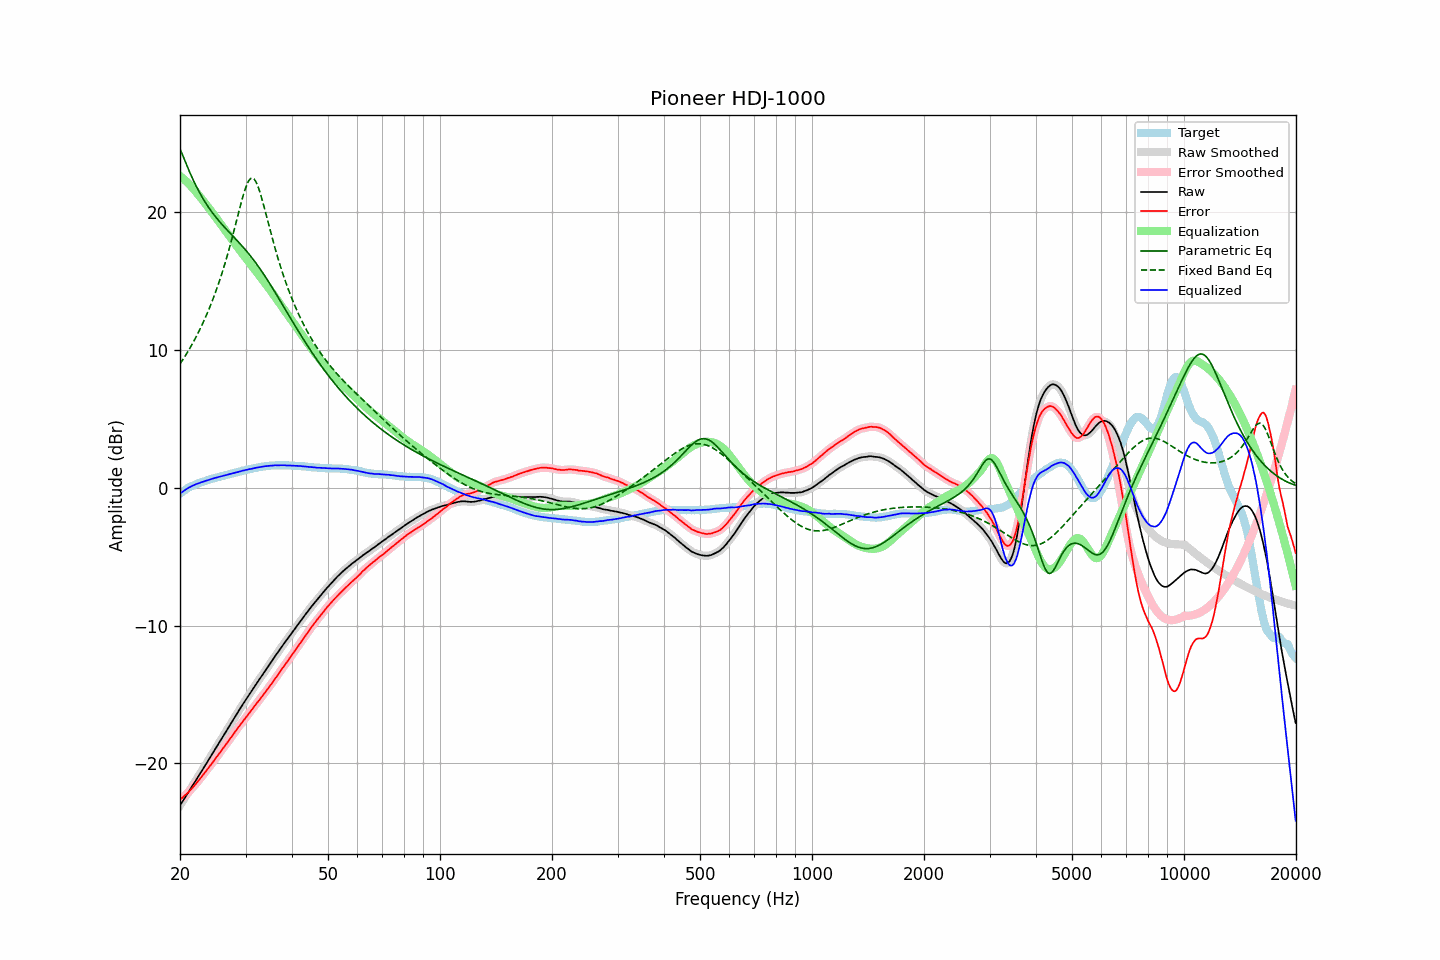 Pioneer HDJ-1000
Amplitude (dBr)
20
10
0
−10
−20
20
50
100
200
500
1000
2000
5000
10000
20000
Frequency (Hz)
Target
Raw Smoothed
Error Smoothed
Raw
Error
Equalization
Parametric Eq
Fixed Band Eq
Equalized